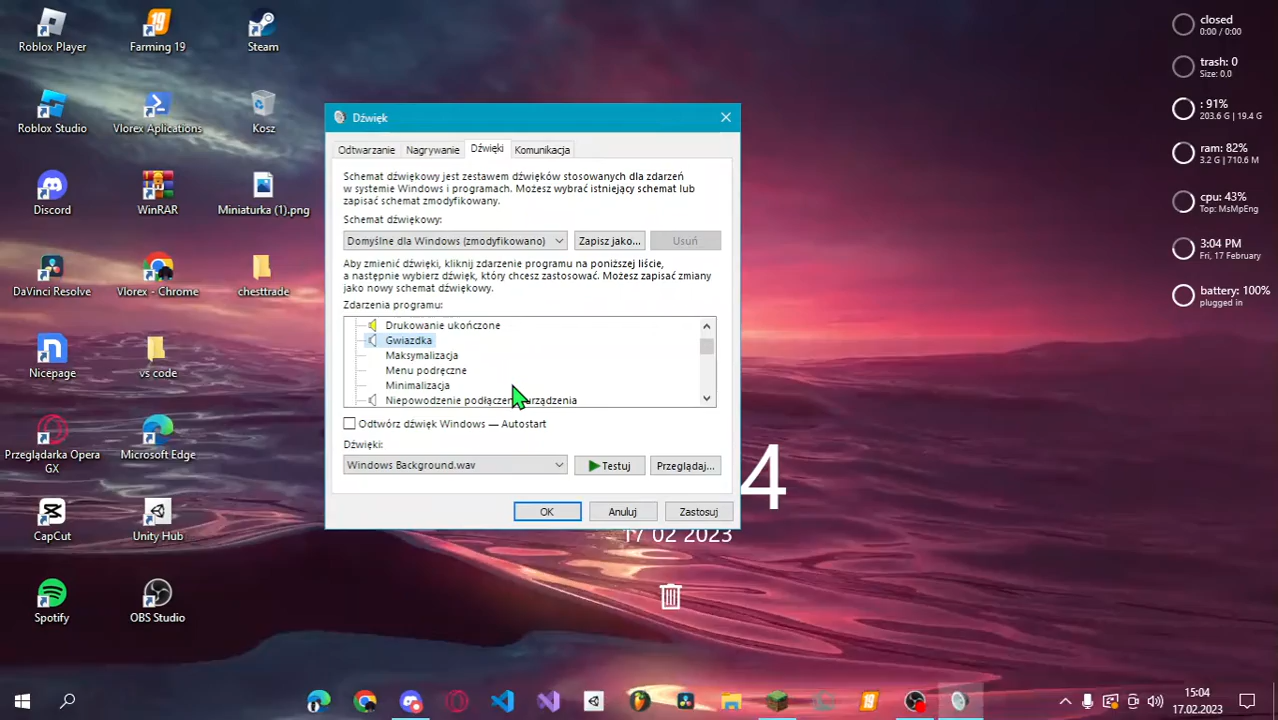 Roblox Player
Farming 19
Steam
Roblox Studio
Vlorex Aplications
Kosz
Discord
WinRAR
Miniaturka (1).png
DaVinci Resolve
Vlorex - Chrome
chesttrade
Nicepage
vs code
Przeglądarka Opera
GX
Microsoft Edge
CapCut
Unity Hub
Spotify
OBS Studio
Dźwięk
Odtwarzanie
Nagrywanie
Dźwięki
Komunikacja
Schemat dźwiękowy jest zestawem dźwięków stosowanych dla zdarzeń
w systemie Windows i programach. Możesz wybrać istniejący schemat lub
zapisać schemat zmodyfikowany.
Schemat dźwiękowy:
Domyślne dla Windows (zmodyfikowano)
Zapisz jako...
Usuń
Aby zmienić dźwięki, kliknij zdarzenie programu na poniższej liście,
a następnie wybierz dźwięk, który chcesz zastosować. Możesz zapisać zmiany
jako nowy schemat dźwiękowy.
Zdarzenia programu:
Drukowanie ukończone
Gwiazdka
Maksymalizacja
Menu podręczne
Minimalizacja
Niepowodzenie podłączen rządzenia
Odtwórz dźwięk Windows — Autostart
Dźwięki:
Windows Background.wav
Testuj
Przeglądaj...
OK
Anuluj
Zastosuj
4
17 02 2023
closed
0:00 / 0:00
trash: 0
Size: 0.0
: 91%
203.6 G | 19.4 G
ram: 82%
3.2 G | 710.6 M
cpu: 43%
Top: MsMpEng
3:04 PM
Fri, 17 February
battery: 100%
plugged in
15:04
17.02.2023